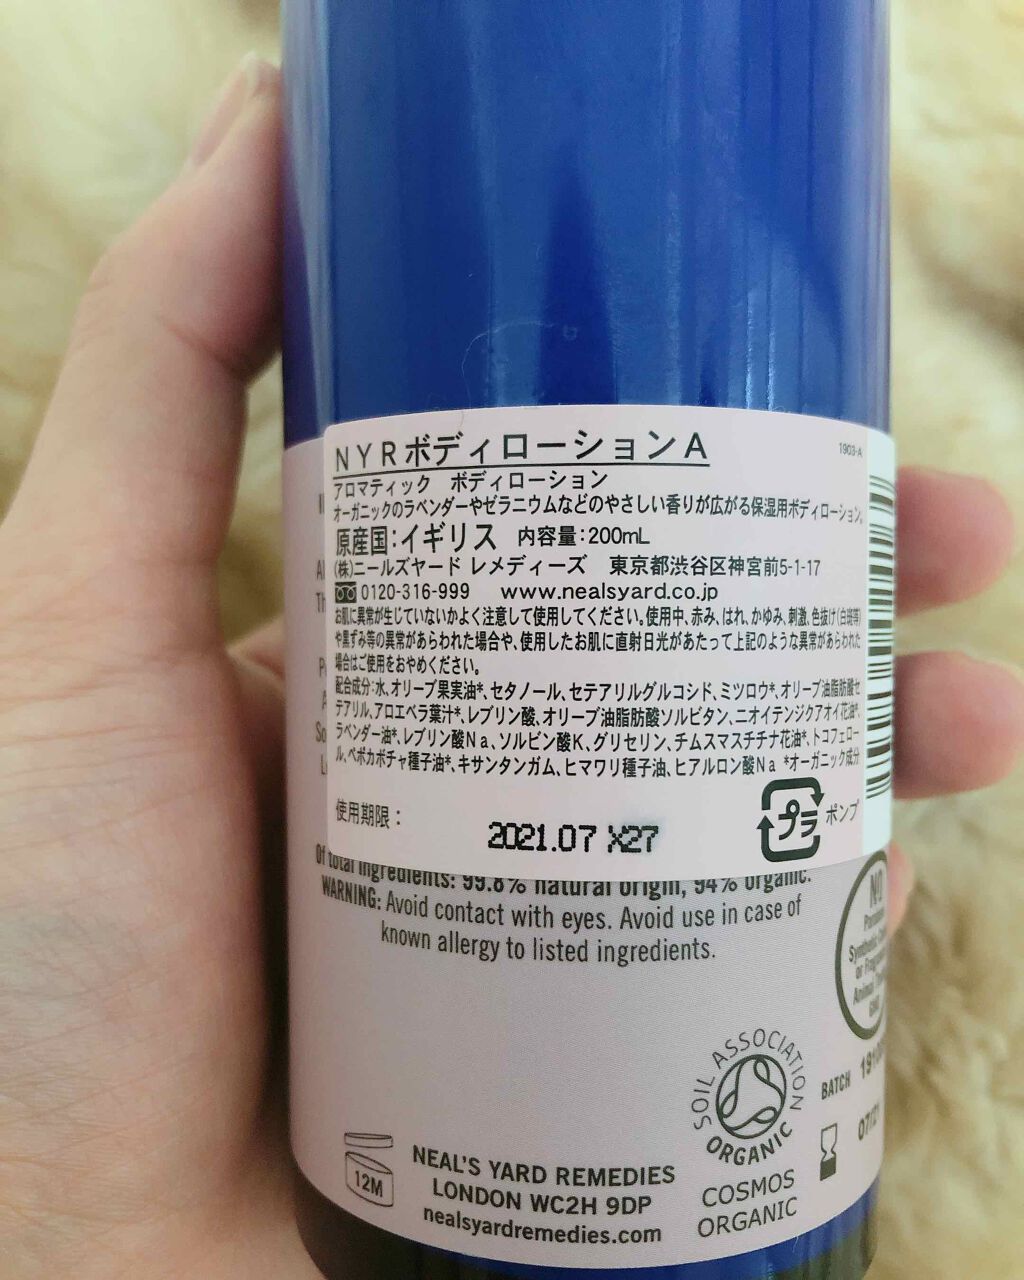 NYRボディローションA
1903-A
アロマティック ボディローション
オーガニックのラベンダーやゼラニウムなどのやさしい香りが広がる保湿用ボディローション。
原産国:イギリス 内容量:200mL
(株)ニールズヤード レメディーズ 東京都渋谷区神宮前5-1-17
0120-316-999 www.nealsyard.co.jp
お肌に異常が生じていないかよく注意して使用してください。使用中、赤み、はれ、かゆみ、刺激、色抜け(白斑等)
や黒ずみ等の異常があらわれた場合や、使用したお肌に直射日光があたって上記のような異常があらわれた
場合はご使用をおやめください。
配合成分:水、オリーブ果実油*、セタノール、セテアリルグルコシド、ミツロウ*、オリーブ油脂肪酸セ
テアリル、アロエベラ葉汁*、レブリン酸、オリーブ油脂肪酸ソルビタン、ニオイテンジクアオイ花油*、
ラベンダー油*、レブリン酸Na、ソルビン酸K、グリセリン、チムスマスチチナ花油*、トコフェロー
ル、ペポカボチャ種子油*、キサンタンガム、ヒマワリ種子油、ヒアルロン酸Na *オーガニック成分
使用期限:
2021.07 X27
プラ ポンプ
Of total ingredients: 99.8% natural origin, 94% organic.
WARNING: Avoid contact with eyes. Avoid use in case of
known allergy to listed ingredients.
NO
SOIL ASSOCIATION
ORGANIC
COSMOS
ORGANIC
BATCH
07/21
12M
NEAL'S YARD REMEDIES
LONDON WC2H 9DP
nealsyardremedies.com